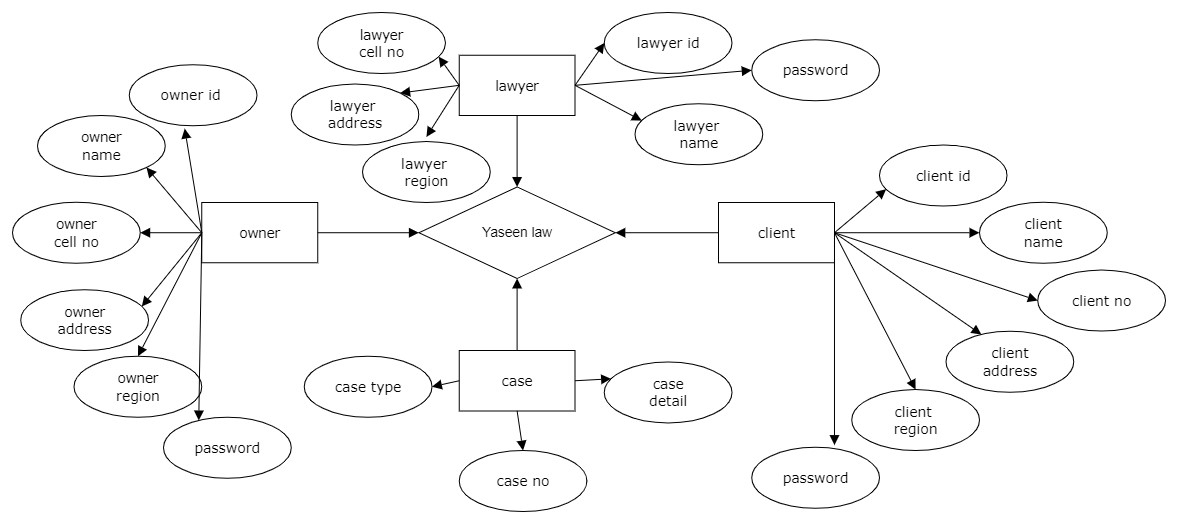 lawyer
cell no
lawyer id
password
lawyer
lawyer
address
lawyer
name
lawyer
region
owner id
owner
name
owner
cell no
owner
address
owner
region
password
owner
Yaseen law
client
client id
client
name
client no
client
address
client
region
password
case type
case
case
detail
case no